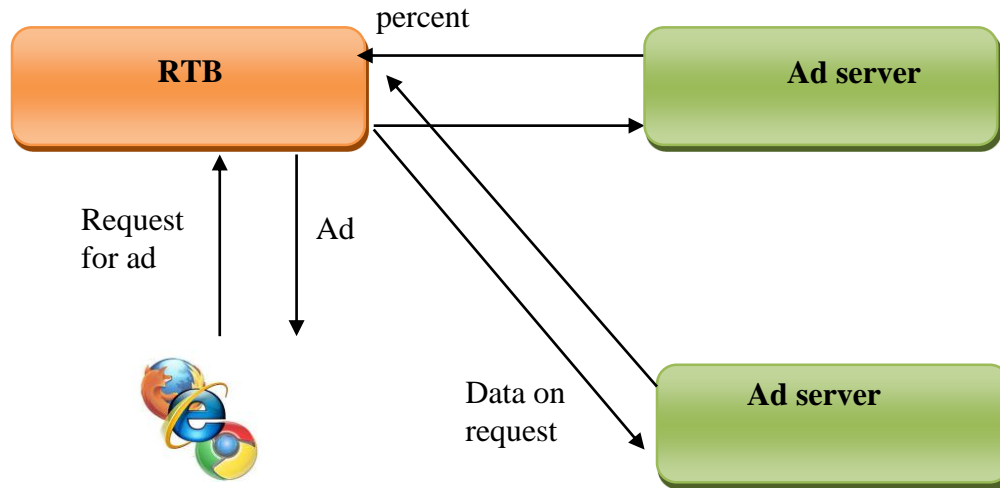 percent
RTB
Ad server
Request
for ad
Ad
Data on
request
Ad server